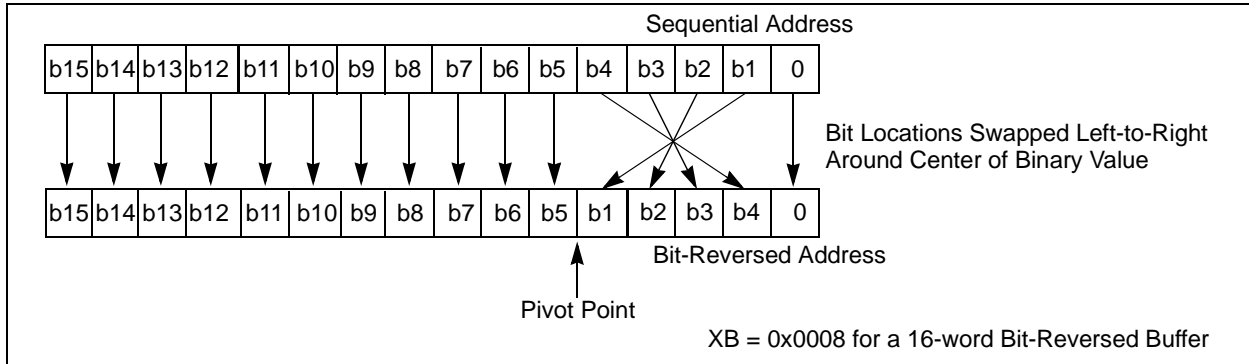 Sequential Address
b15 b14 b13 b12 b11 b10 b9 b8 b7 b6 b5 b4 b3 b2 b1 0
Bit Locations Swapped Left-to-Right
Around Center of Binary Value
b15 b14 b13 b12 b11 b10 b9 b8 b7 b6 b5 b1 b2 b3 b4 0
Bit-Reversed Address
Pivot Point
XB = 0x0008 for a 16-word Bit-Reversed Buffer